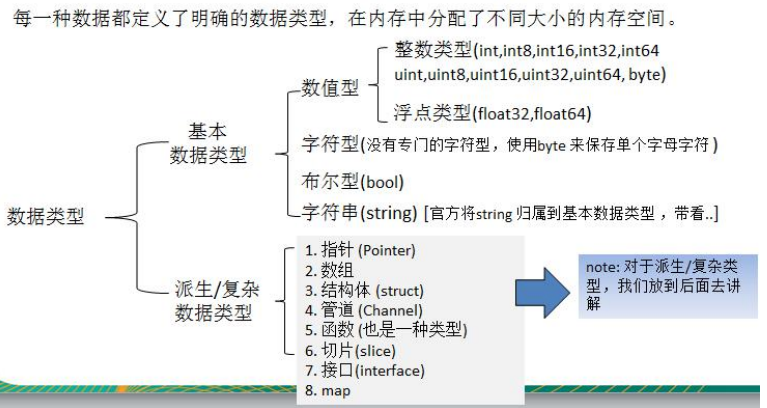 每一种数据都定义了明确的数据类型，在内存中分配了不同大小的内存空间。
整数类型(int,int8,int16,int32,int64
uint,uint8,uint16,uint32,uint64, byte)
数值型
浮点类型(float32,float64)
基本
数据类型
字符型(没有专门的字符型，使用byte 来保存单个字母字符)
布尔型(bool)
字符串(string) [官方将string 归属到基本数据类型，带看..]
数据类型
派生/复杂
数据类型
1. 指针 (Pointer)
2. 数组
3. 结构体 (struct)
4. 管道 (Channel)
5. 函数 (也是一种类型)
6. 切片(slice)
7. 接口(interface)
8. map
note: 对于派生/复杂类
型，我们放到后面去讲
解